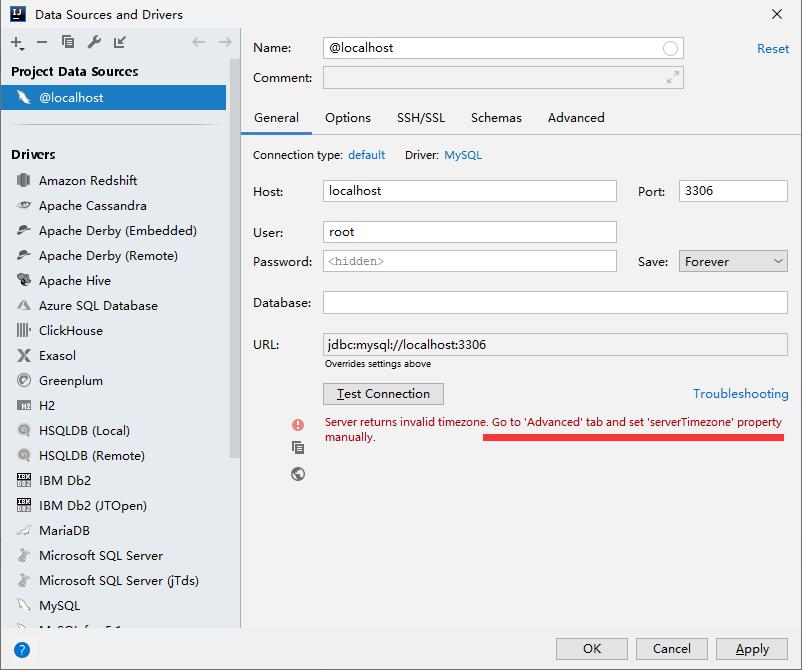 Data Sources and Drivers
Project Data Sources
@localhost
Drivers
Amazon Redshift
Apache Cassandra
Apache Derby (Embedded)
Apache Derby (Remote)
Apache Hive
Azure SQL Database
ClickHouse
Exasol
Greenplum
H2
HSQLDB (Local)
HSQLDB (Remote)
IBM Db2
IBM Db2 (JTOpen)
MariaDB
Microsoft SQL Server
Microsoft SQL Server (jTds)
MySQL
Name: @localhost
Reset
Comment:
General Options SSH/SSL Schemas Advanced
Connection type: default Driver: MySQL
Host: localhost Port: 3306
User: root
Password: <hidden> Save: Forever
Database:
URL: jdbc:mysql://localhost:3306
Overrides settings above
Test Connection Troubleshooting
Server returns invalid timezone. Go to 'Advanced' tab and set 'serverTimezone' property
manually.
OK Cancel Apply